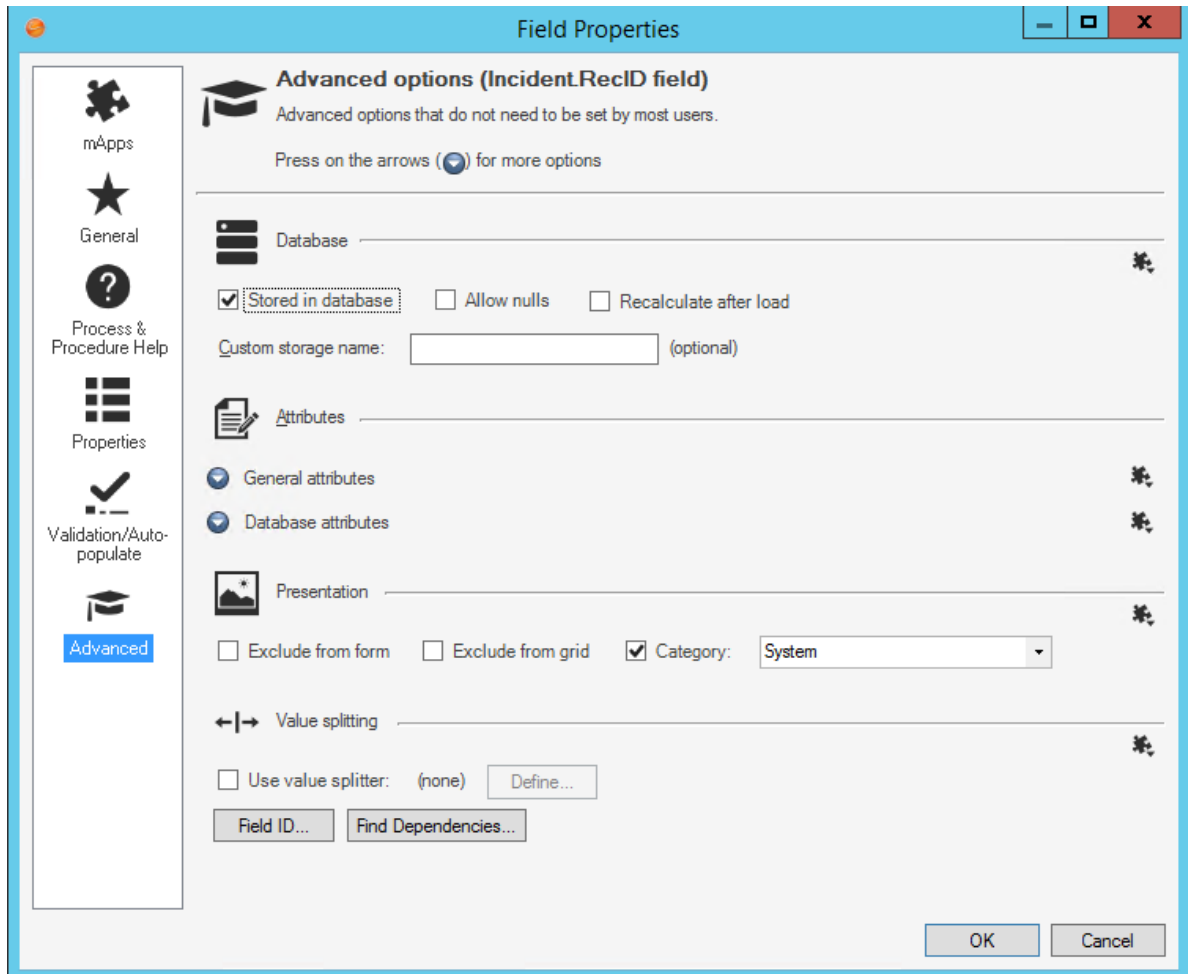 Field Properties
mApps
General
Process &
Procedure Help
Properties
Validation/Auto-
populate
Advanced
Advanced options (Incident.RecID field)
Advanced options that do not need to be set by most users.
Press on the arrows ( ) for more options
Database
Stored in database Allow nulls Recalculate after load
Custom storage name: (optional)
Attributes
General attributes
Database attributes
Presentation
Exclude from form Exclude from grid Category: System
Value splitting
Use value splitter: (none) Define...
Field ID... Find Dependencies...
OK Cancel